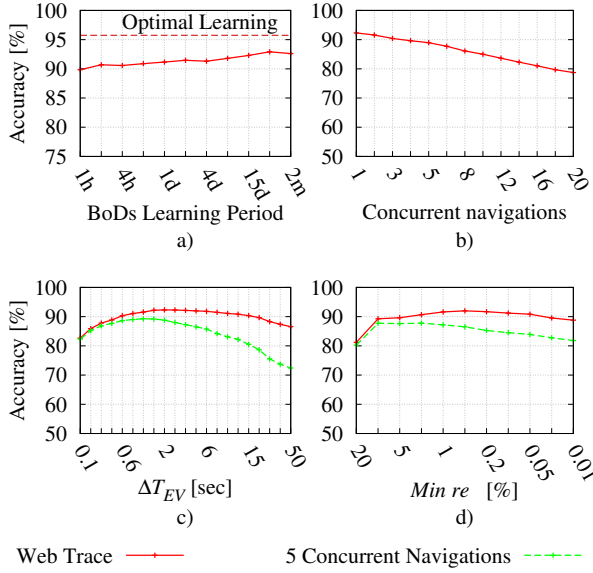 Optimal Learning
Accuracy [%]
100
95
90
85
80
75
1h
4h
1d
4d
15d
2m
BoDs Learning Period
a)
100
90
80
70
60
50
1
3
5
8
12
16
20
Concurrent navigations
b)
Accuracy [%]
100
90
80
70
60
50
0.1
0.6
2
6
15
50
ΔT_EV [sec]
c)
100
90
80
70
60
50
20
5
1
0.2
0.05
0.01
Min re [%]
d)
Web Trace
5 Concurrent Navigations